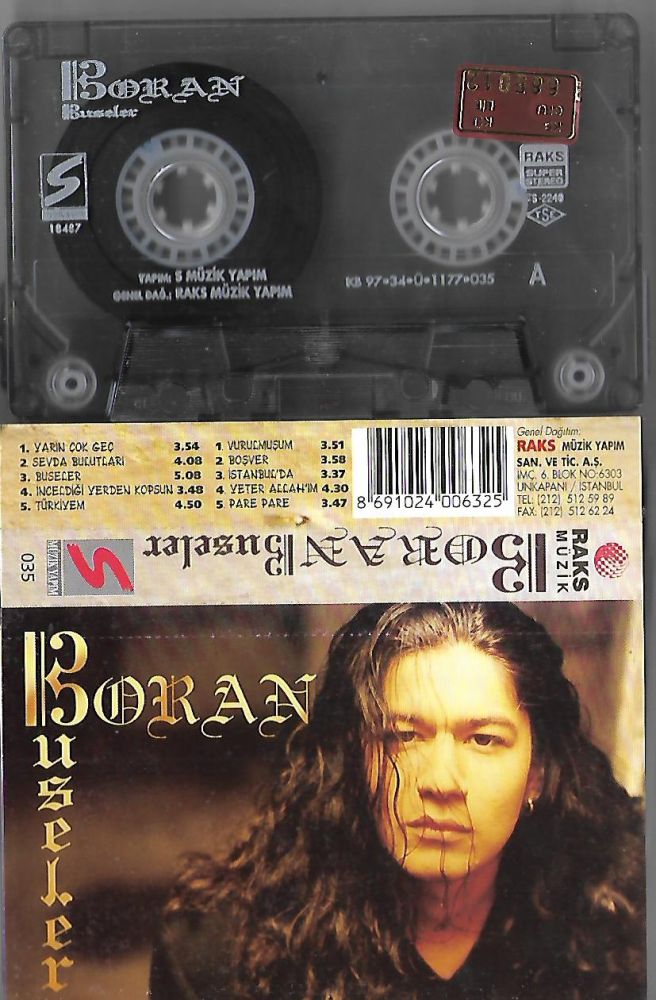 BORAN
Buseler
S
18487
RAKS
SUPER
STEREO
TSE
YAPIM: S MÜZİK YAPIM
GENEL DAĞ.: RAKS MÜZİK YAPIM
KB 97•34•Ü•1177•035
A
1. YARIN ÇOK GEÇ 3.54
2. SEVDA BULUTLARI 4.08
3. BUSELER 5.08
4. İNCELDİĞİ YERDEN KOPSUN 3.48
5. TÜRKİYEM 4.50
1. VURULMUŞUM 3.51
2. BOŞVER 3.58
3. İSTANBUL'DA 3.37
4. YETER ALLAH'IM 4.30
5. PARE PARE 3.47
8 691024 006325
Genel Dağıtım:
RAKS MÜZİK YAPIM
SAN. VE TİC. A.Ş.
İMÇ. 6. BLOK NO:6303
UNKAPANI / İSTANBUL
TEL: (212) 512 59 89
FAX: (212) 512 62 24
035
S
MÜZİK YAPIM
BORAN Buseler
RAKS
MÜZİK
BORAN
Buseler